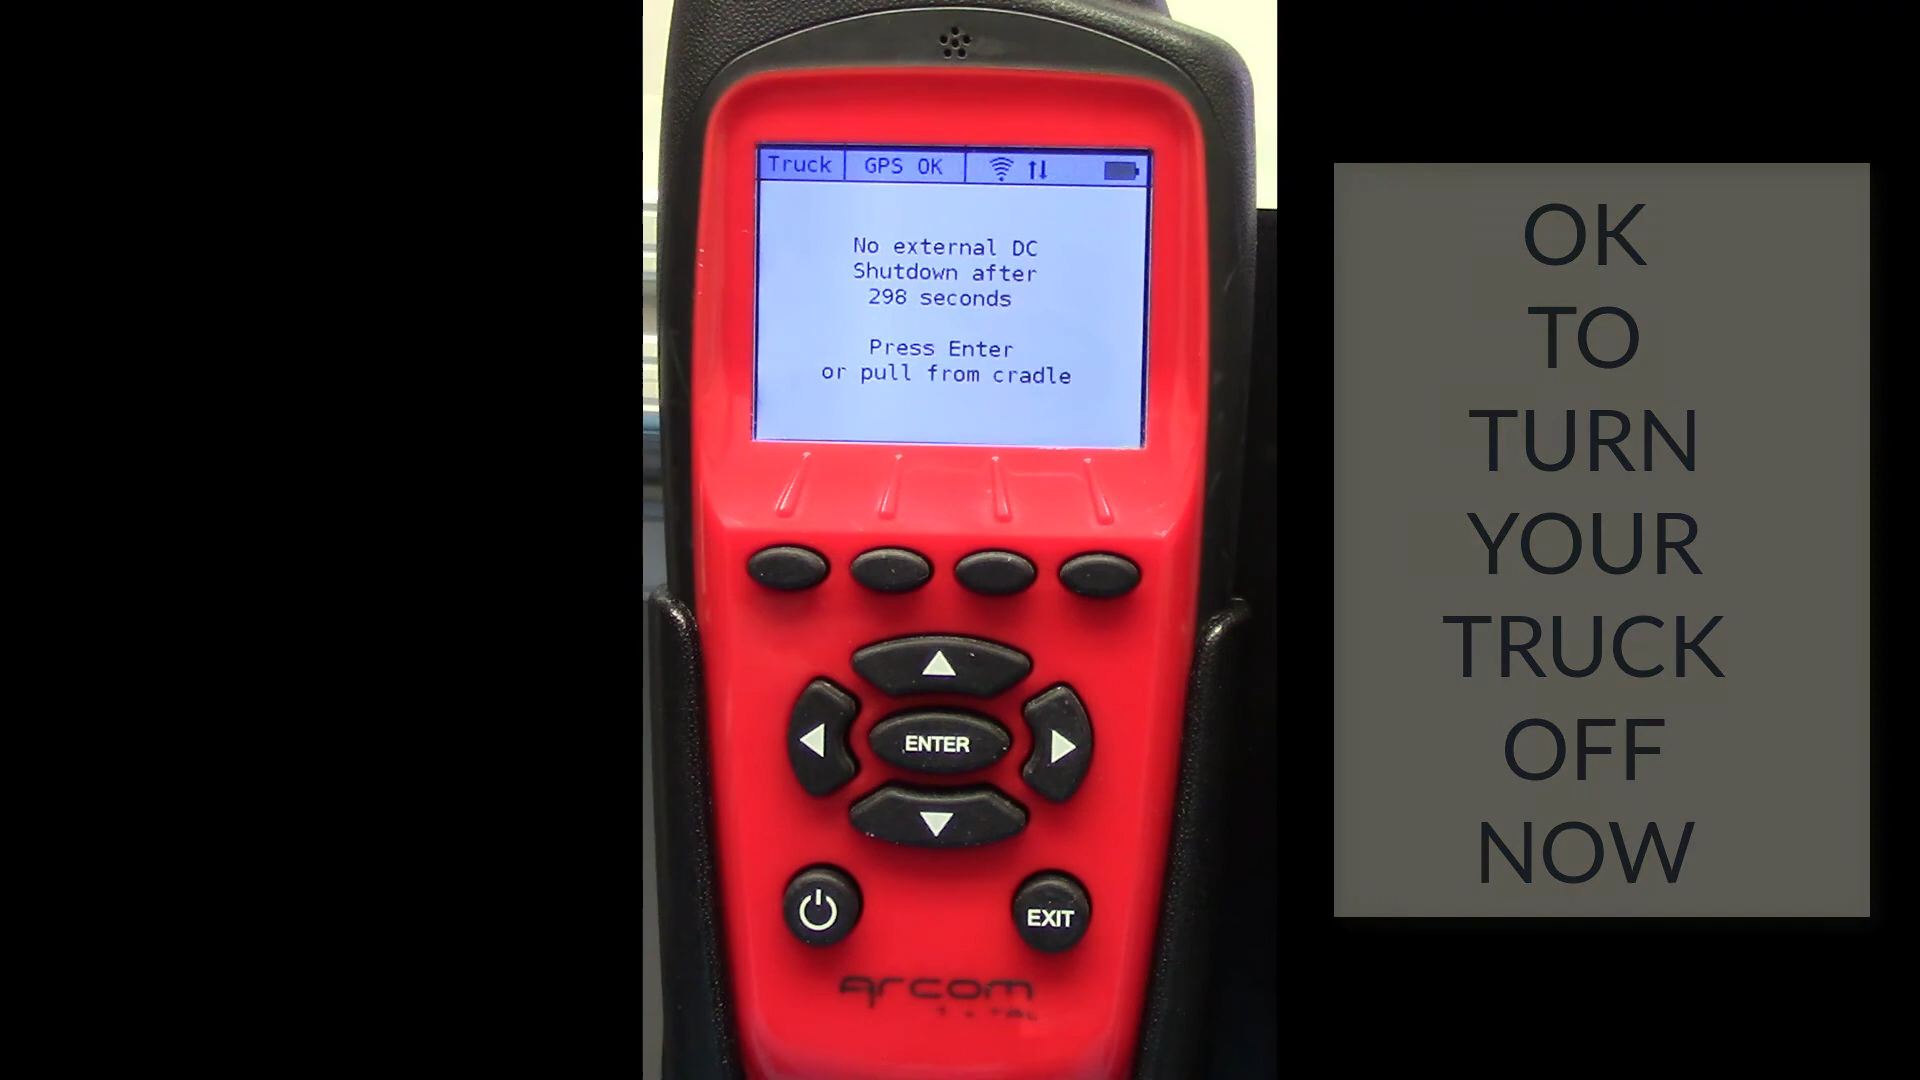 Truck GPS OK
No external DC
Shutdown after
298 seconds
Press Enter
or pull from cradle
ENTER
EXIT
arcom
OK
TO
TURN
YOUR
TRUCK
OFF
NOW